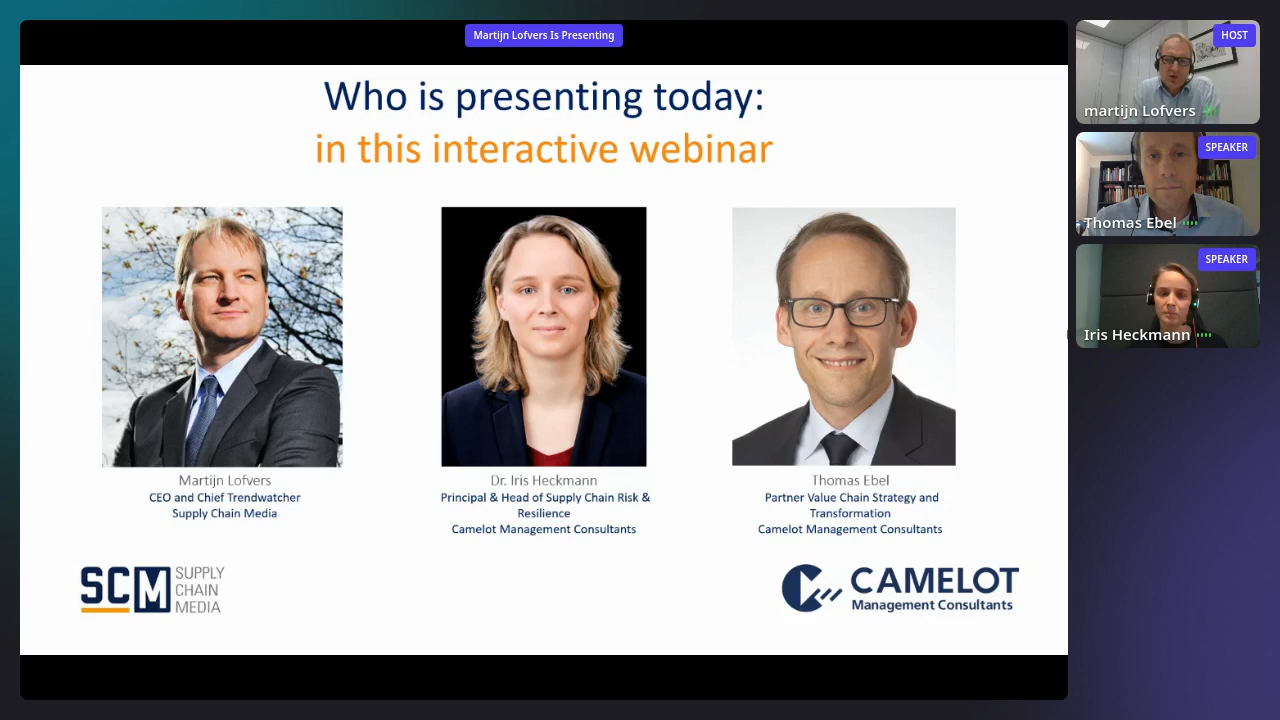 Martijn Lofvers Is Presenting
Who is presenting today:
in this interactive webinar
Martijn Lofvers
CEO and Chief Trendwatcher
Supply Chain Media
Dr. Iris Heckmann
Principal & Head of Supply Chain Risk &
Resilience
Camelot Management Consultants
Thomas Ebel
Partner Value Chain Strategy and
Transformation
Camelot Management Consultants
SCM
SUPPLY
CHAIN
MEDIA
CAMELOT
Management Consultants
HOST
martijn Lofvers
SPEAKER
Thomas Ebel
SPEAKER
Iris Heckmann